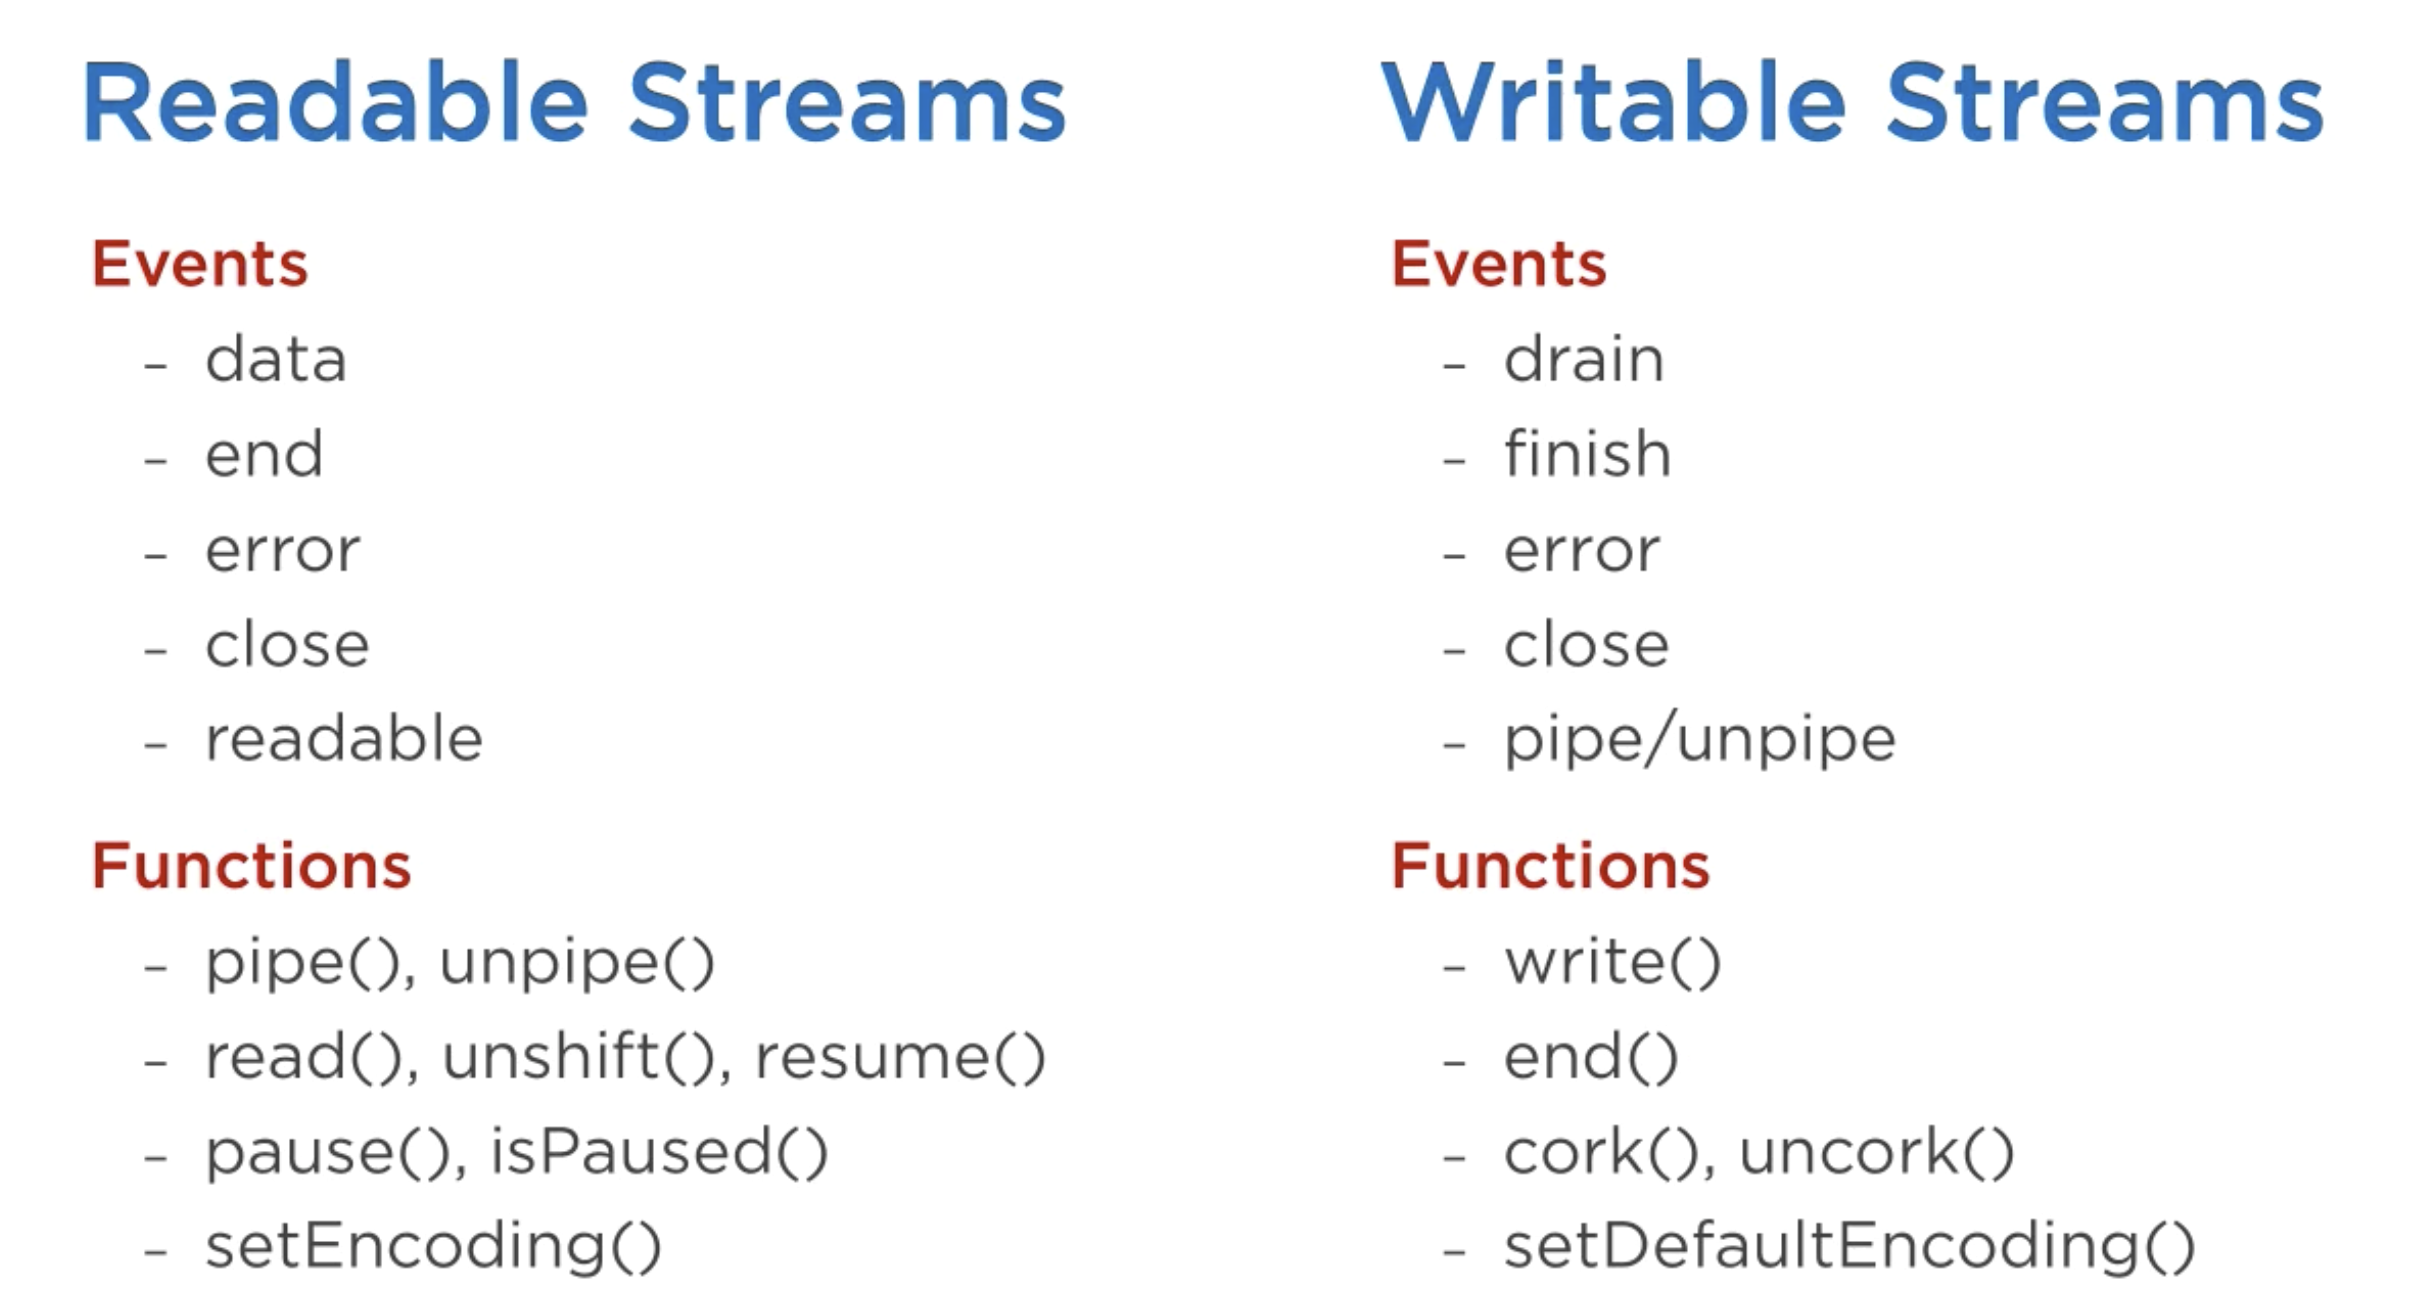 Readable Streams
Events
– data
– end
– error
– close
– readable
Functions
– pipe(), unpipe()
– read(), unshift(), resume()
– pause(), isPaused()
– setEncoding()
Writable Streams
Events
– drain
– finish
– error
– close
– pipe/unpipe
Functions
– write()
– end()
– cork(), uncork()
– setDefaultEncoding()